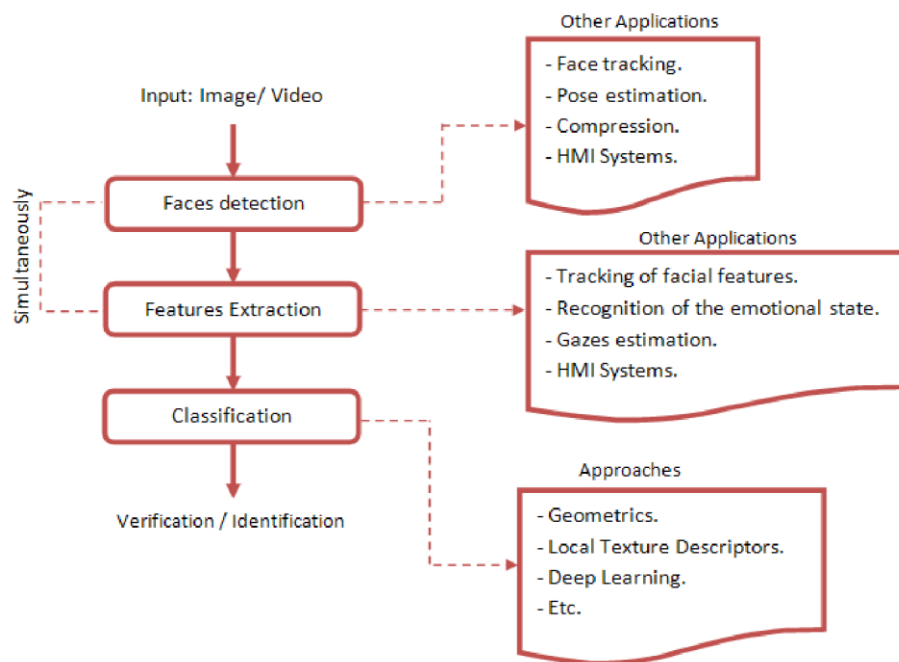 Other Applications
- Face tracking.
- Pose estimation.
- Compression.
- HMI Systems.
Input: Image/ Video
Faces detection
Simultaneously
Other Applications
- Tracking of facial features.
- Recognition of the emotional state.
- Gazes estimation.
- HMI Systems.
Features Extraction
Classification
Approaches
- Geometrics.
- Local Texture Descriptors.
- Deep Learning.
- Etc.
Verification / Identification